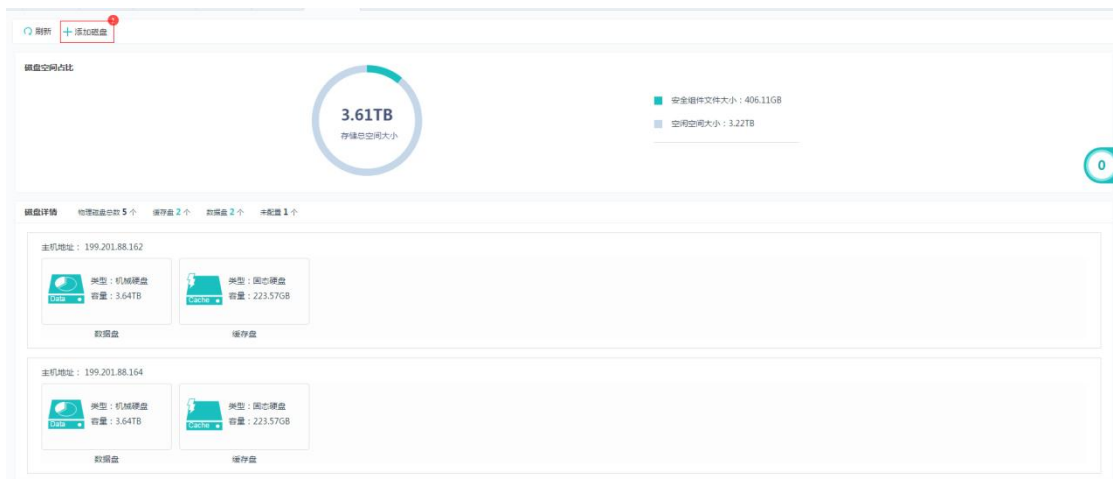 刷新 添加磁盘
磁盘空间占比
3.61TB
存储总空间大小
安全组件文件大小：406.11GB
空闲空间大小：3.22TB
0
磁盘详情 物理磁盘总数 5 个 缓存盘 2 个 数据盘 2 个 未配置 1 个
主机地址： 199.201.88.162
类型：机械硬盘
容量：3.64TB
Data
数据盘
类型：固态硬盘
容量：223.57GB
Cache
缓存盘
主机地址： 199.201.88.164
类型：机械硬盘
容量：3.64TB
Data
数据盘
类型：固态硬盘
容量：223.57GB
Cache
缓存盘